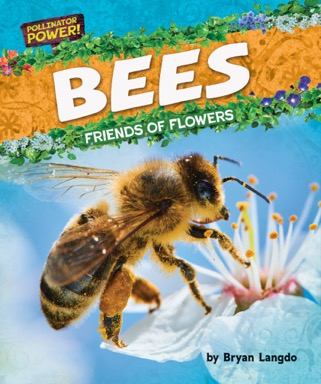 POLLINATOR
POWER!
BEES
FRIENDS OF FLOWERS
by Bryan Langdo